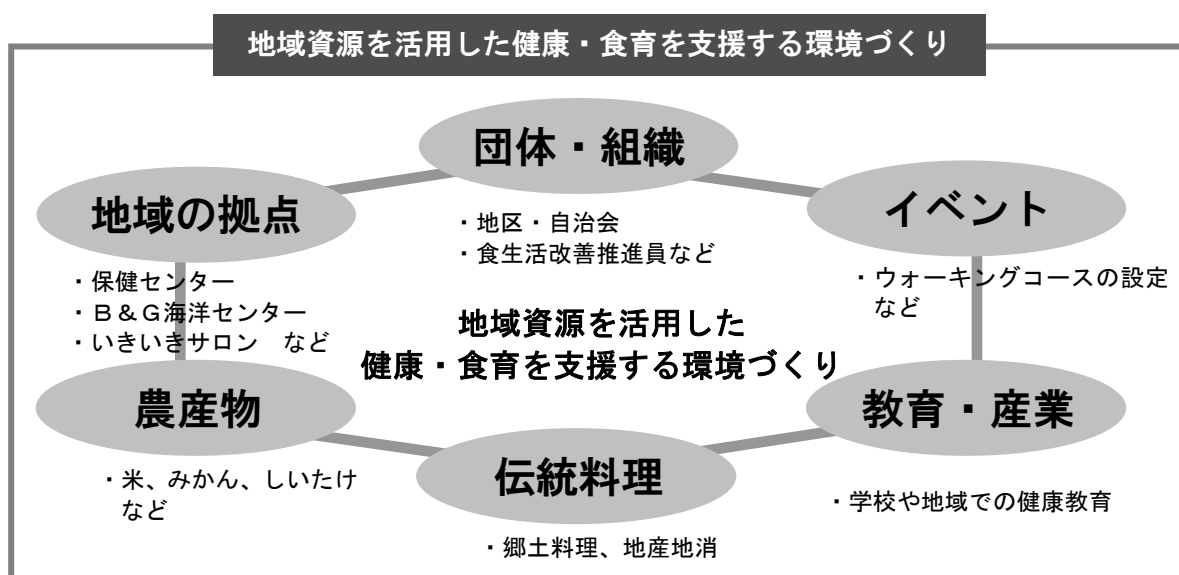 地域資源を活用した健康・食育を支援する環境づくり
団体・組織
・地区・自治会
・食生活改善推進員など
地域の拠点
・保健センター
・Ｂ＆Ｇ海洋センター
・いきいきサロン　など
イベント
・ウォーキングコースの設定
など
地域資源を活用した
健康・食育を支援する環境づくり
農産物
・米、みかん、しいたけ
など
伝統料理
・郷土料理、地産地消
教育・産業
・学校や地域での健康教育